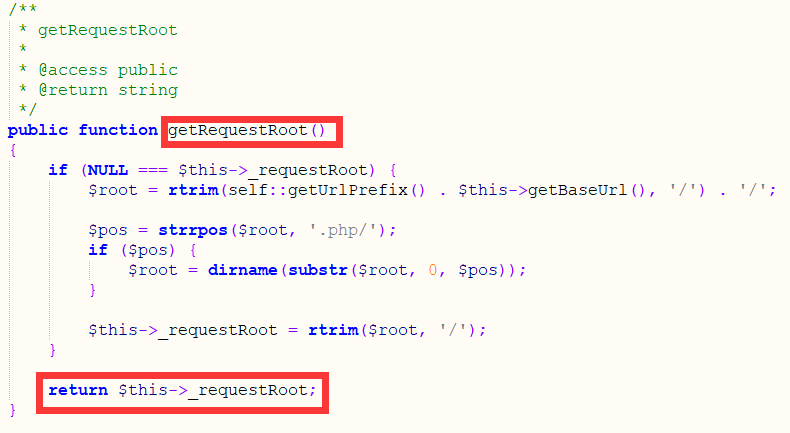 /**
 * getRequestRoot
 *
 * @access public
 * @return string
 */
public function getRequestRoot()
{
    if (NULL === $this->_requestRoot) {
        $root = rtrim(self::getUrlPrefix() . $this->getBaseUrl(), '/') . '/';

        $pos = strrpos($root, '.php/');
        if ($pos) {
            $root = dirname(substr($root, 0, $pos));
        }

        $this->_requestRoot = rtrim($root, '/');
    }

    return $this->_requestRoot;
}